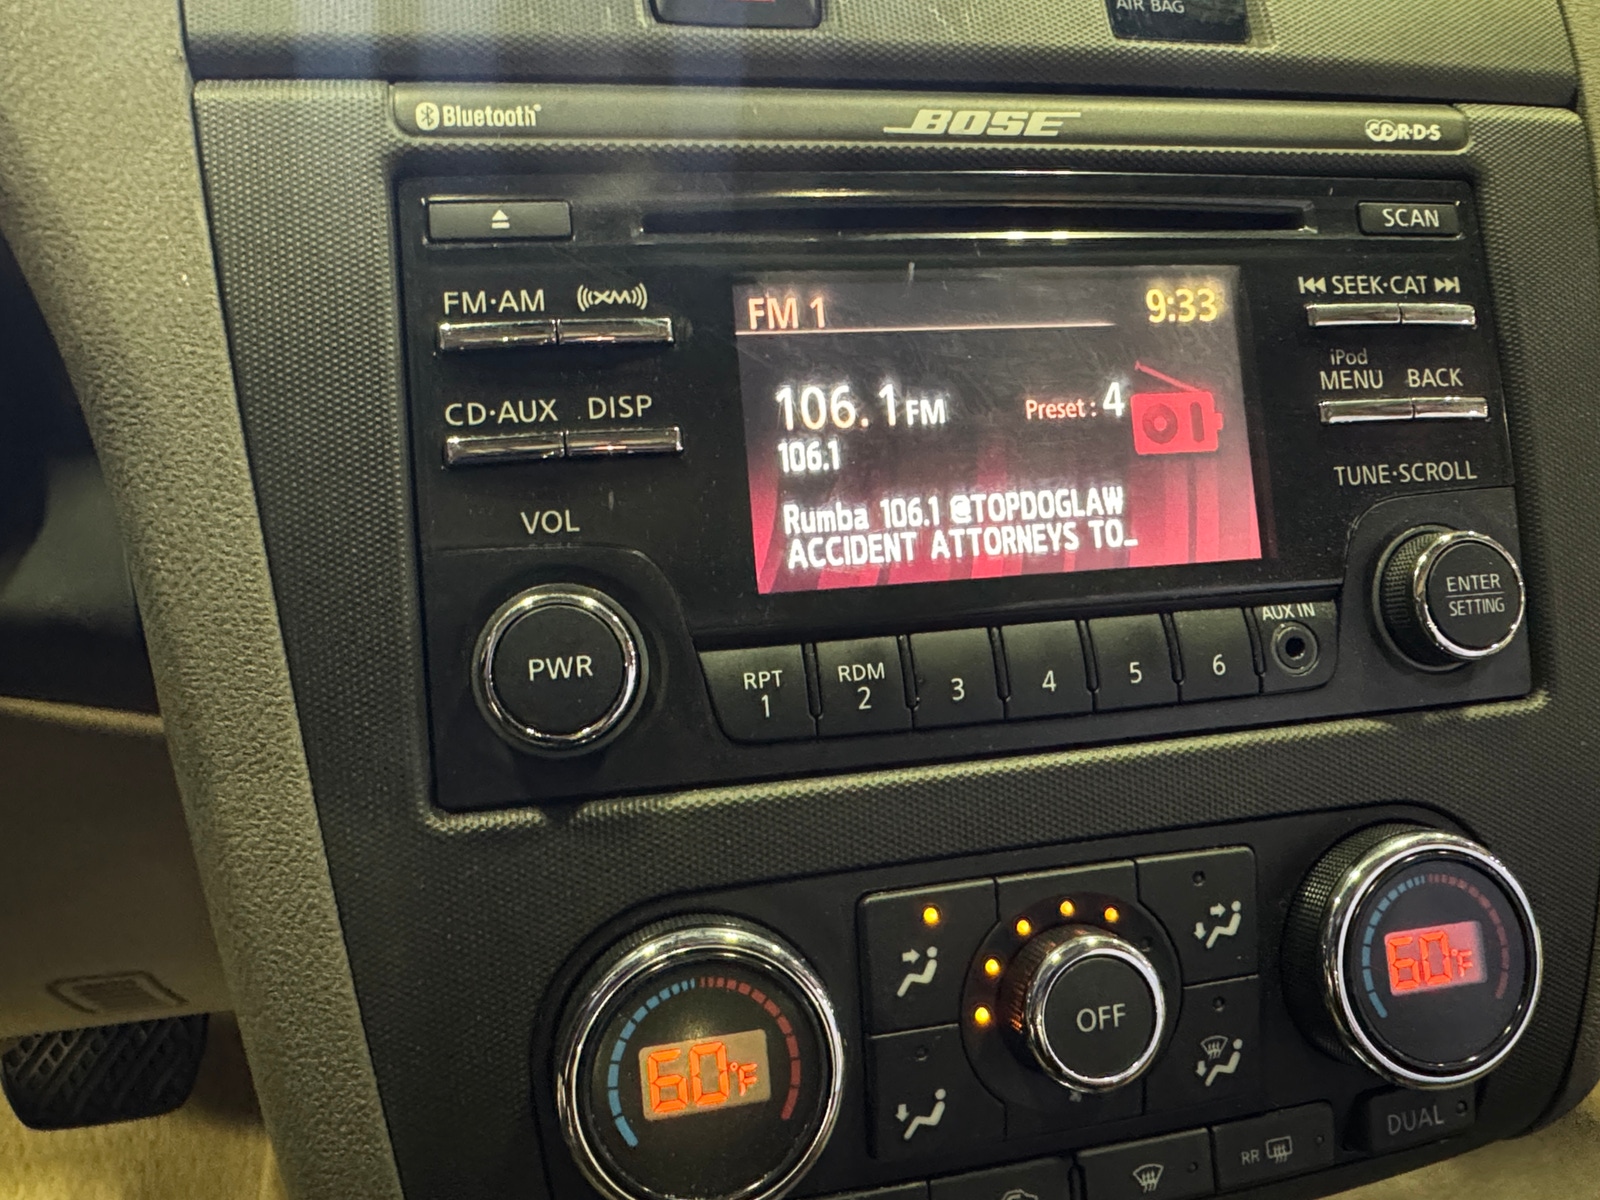 AIR BAG
Bluetooth®
BOSE
R·D·S
SCAN
FM·AM
XM
SEEK·CAT
FM 1
9:33
iPod
MENU
BACK
CD·AUX
DISP
106.1 FM
Preset : 4
106.1
TUNE·SCROLL
Rumba 106.1 @TOPDOGLAW
ACCIDENT ATTORNEYS TO_
VOL
PWR
ENTER
SETTING
AUX IN
RPT
1
RDM
2
3
4
5
6
60°F
OFF
60°F
DUAL
RR